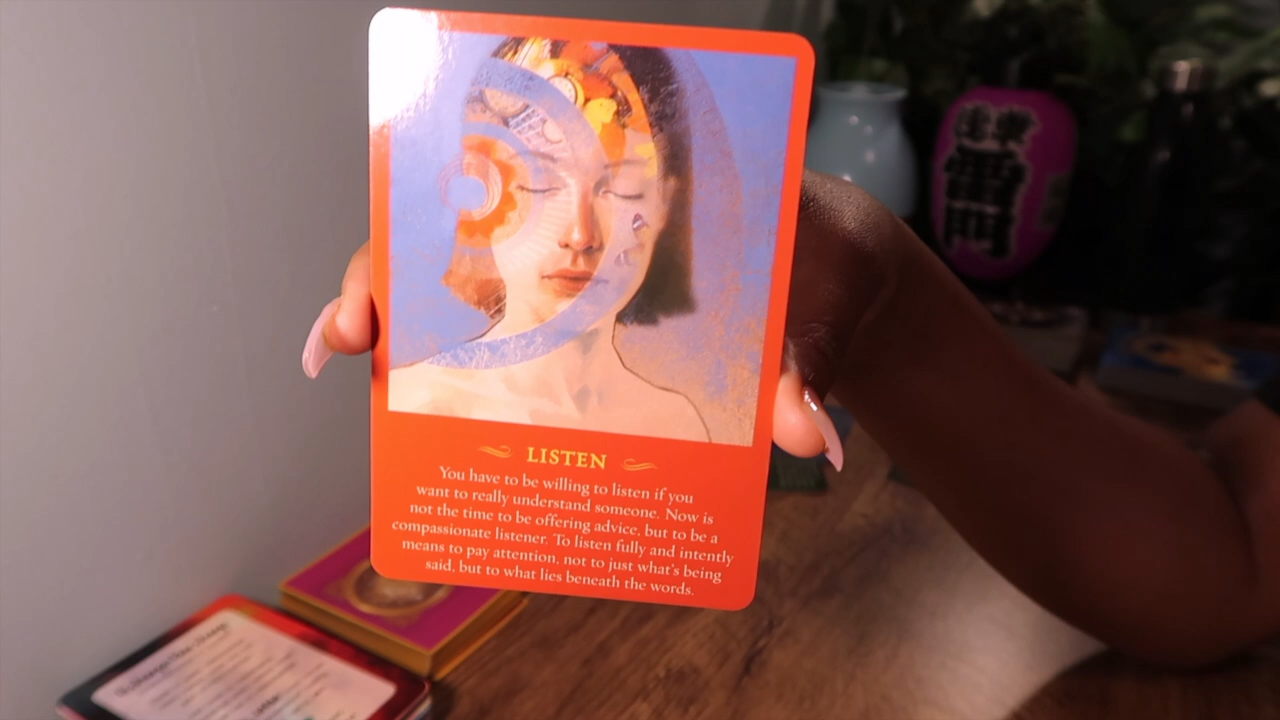 LISTEN
You have to be willing to listen if you
want to really understand someone. Now is
not the time to be offering advice, but to be a
compassionate listener. To listen fully and intently
means to pay attention, not to just what's being
said, but to what lies beneath the words.
雷門